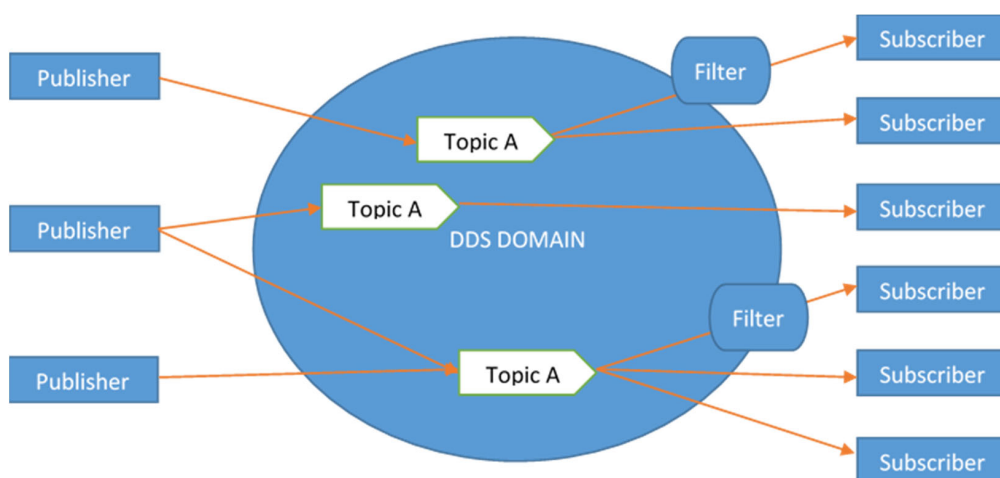 Subscriber
Filter
Publisher
Subscriber
Topic A
Topic A
Subscriber
Publisher
DDS DOMAIN
Subscriber
Filter
Publisher
Topic A
Subscriber
Subscriber